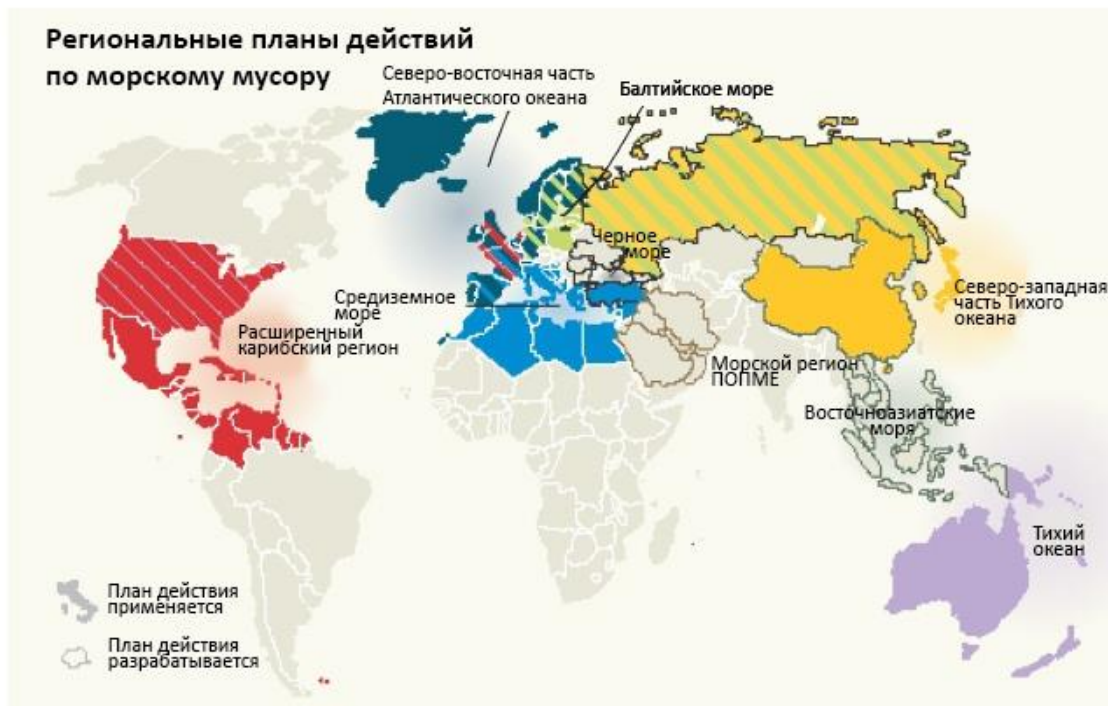 Региональные планы действий
по морскому мусору
Северо-восточная часть
Атлантического океана
Балтийское море
Черное
море
Средиземное
море
Северо-западная
часть Тихого
океана
Расширенный
карибский регион
Морской регион
ПОПМЕ
Восточноазиатские
моря
Тихий
океан
План действия
применяется
План действия
разрабатывается